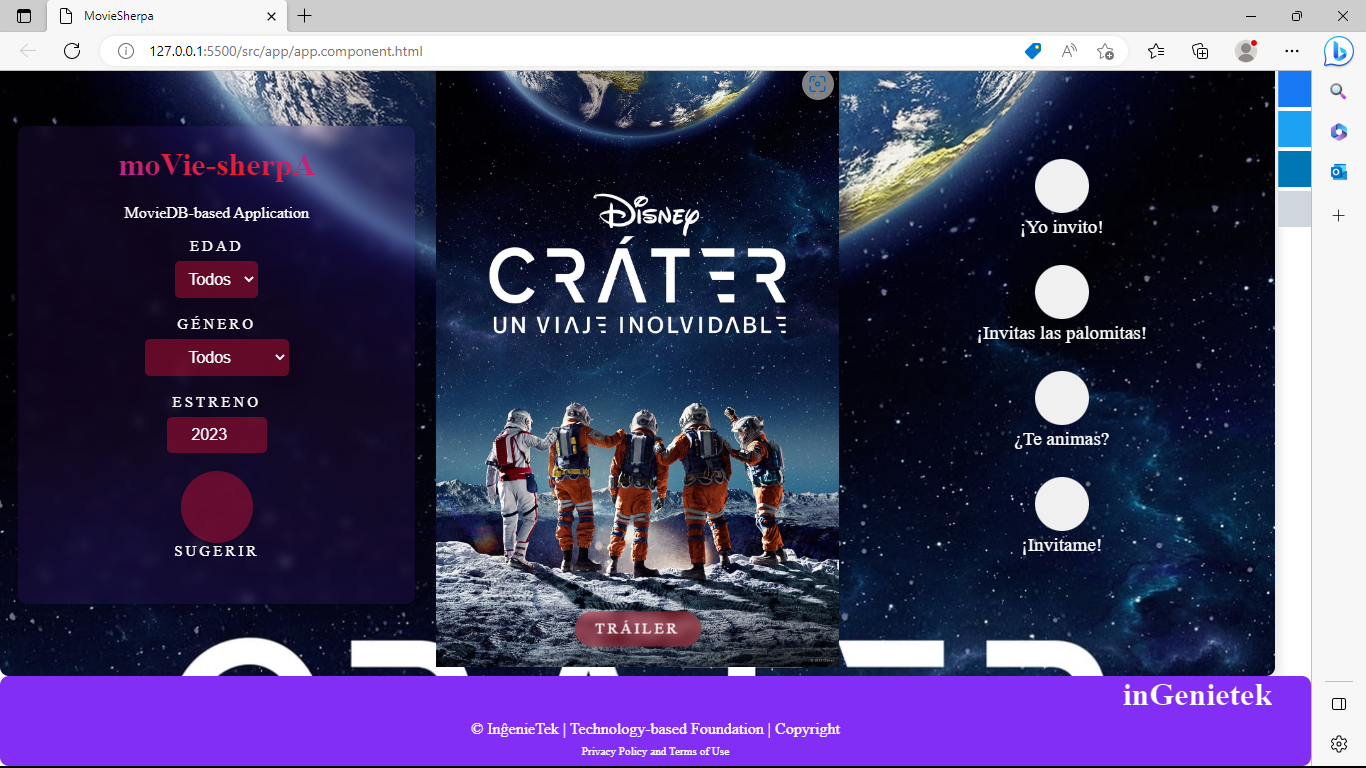 MovieSherpa
127.0.0.1:5500/src/app/app.component.html
moVie-sherpA
MovieDB-based Application
EDAD
Todos
GÉNERO
Todos
ESTRENO
2023
SUGERIR
Disney
CRÁTER
UN VIAJE INOLVIDABLE
TRÁILER
¡Yo invito!
¡Invitas las palomitas!
¿Te animas?
¡Invitame!
inGenietek
© InĝenieTek | Technology-based Foundation | Copyright
Privacy Policy and Terms of Use